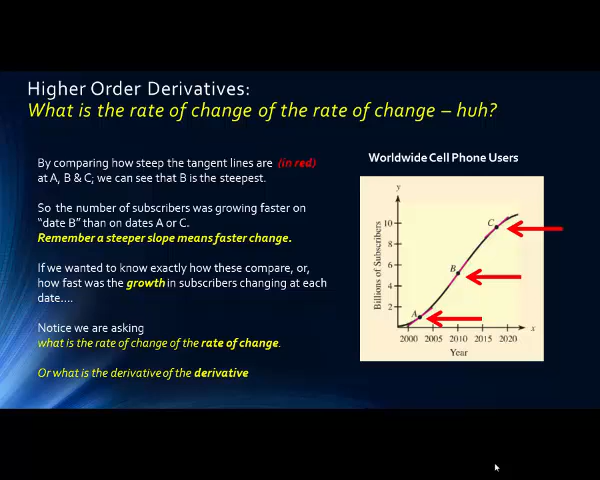 Higher Order Derivatives:
What is the rate of change of the rate of change – huh?
By comparing how steep the tangent lines are (in red)
at A, B & C; we can see that B is the steepest.
So the number of subscribers was growing faster on
“date B” than on dates A or C.
Remember a steeper slope means faster change.
If we wanted to know exactly how these compare, or,
how fast was the growth in subscribers changing at each
date....
Notice we are asking
what is the rate of change of the rate of change.
Or what is the derivative of the derivative
Worldwide Cell Phone Users
y
10
8
6
4
2
Billions of Subscribers
A
B
C
x
2000 2005 2010 2015 2020
Year